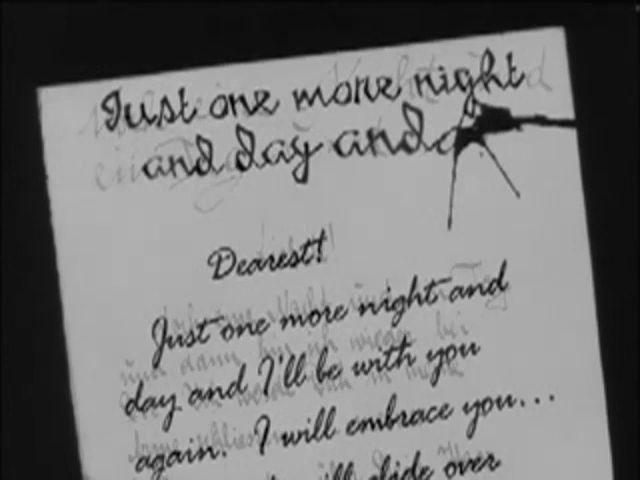 Just one more night
and day and
Dearest!
Just one more night and
day and I'll be with you
again. I will embrace you...
over